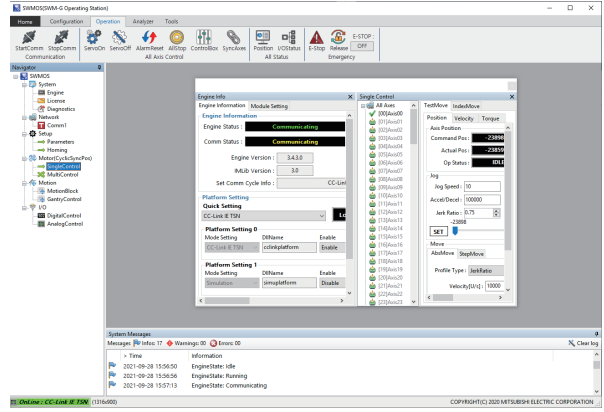 SWMOS(SWM-G Operating Station)
Home Configuration Operation Analyzer Tools
StartComm StopComm ServoOn ServoOff AlarmReset AllStop ControlBox SyncAxes Position I/OStatus E-Stop Release E-STOP : OFF
Communication All Axis Control All Status Emergency
Navigator
SWMOS
System
Engine
License
Diagnostics
Network
Comm1
Setup
Parameters
Homing
Motor(CyclicSyncPos)
SingleControl
MultiControl
Motion
MotionBlock
GantryControl
I/O
DigitalControl
AnalogControl
Engine Info
Engine Information Module Setting
Engine Information
Engine Status : Communicating
Comm Status : Communicating
Engine Version : 3.4.3.0
IMLib Version : 3.0
Set Comm Cycle Info : CC-Link
Platform Setting
Quick Setting
CC-Link IE TSN Lo
Platform Setting 0
Mode Setting DllName Enable
CC-Link IE TSN cclinkplatform Enable
Platform Setting 1
Mode Setting DllName Enable
Simulation simuplatform Disable
Single Control
All Axes
[00]Axis00
[01]Axis01
[02]Axis02
[03]Axis03
[04]Axis04
[05]Axis05
[06]Axis06
[07]Axis07
[08]Axis08
[09]Axis09
[10]Axis10
[11]Axis11
[12]Axis12
[13]Axis13
[14]Axis14
[15]Axis15
[16]Axis16
[17]Axis17
[18]Axis18
[19]Axis19
[20]Axis20
[21]Axis21
[22]Axis22
[23]Axis23
TestMove IndexMove
Position Velocity Torque
Axis Position
Command Pos : -23898
Actual Pos : -23859
Op Status : IDLE
Jog
Jog Speed : 10
Accel/Decel : 100000
Jerk Ratio : 0.75
-23898
SET
Move
AbsMove StepMove
Profile Type : JerkRatio
Velocity[U/s] : 10000
System Messages
Messages Infos: 17 Warnings: 00 Errors: 00 Clear log
Time Information
2021-09-28 15:56:50 EngineState: Idle
2021-09-28 15:56:56 EngineState: Running
2021-09-28 15:57:13 EngineState: Communicating
OnLine : CC-Link IE TSN (1316x900) COPYRIGHT(C) 2020 MITSUBISHI ELECTRIC CORPORATION